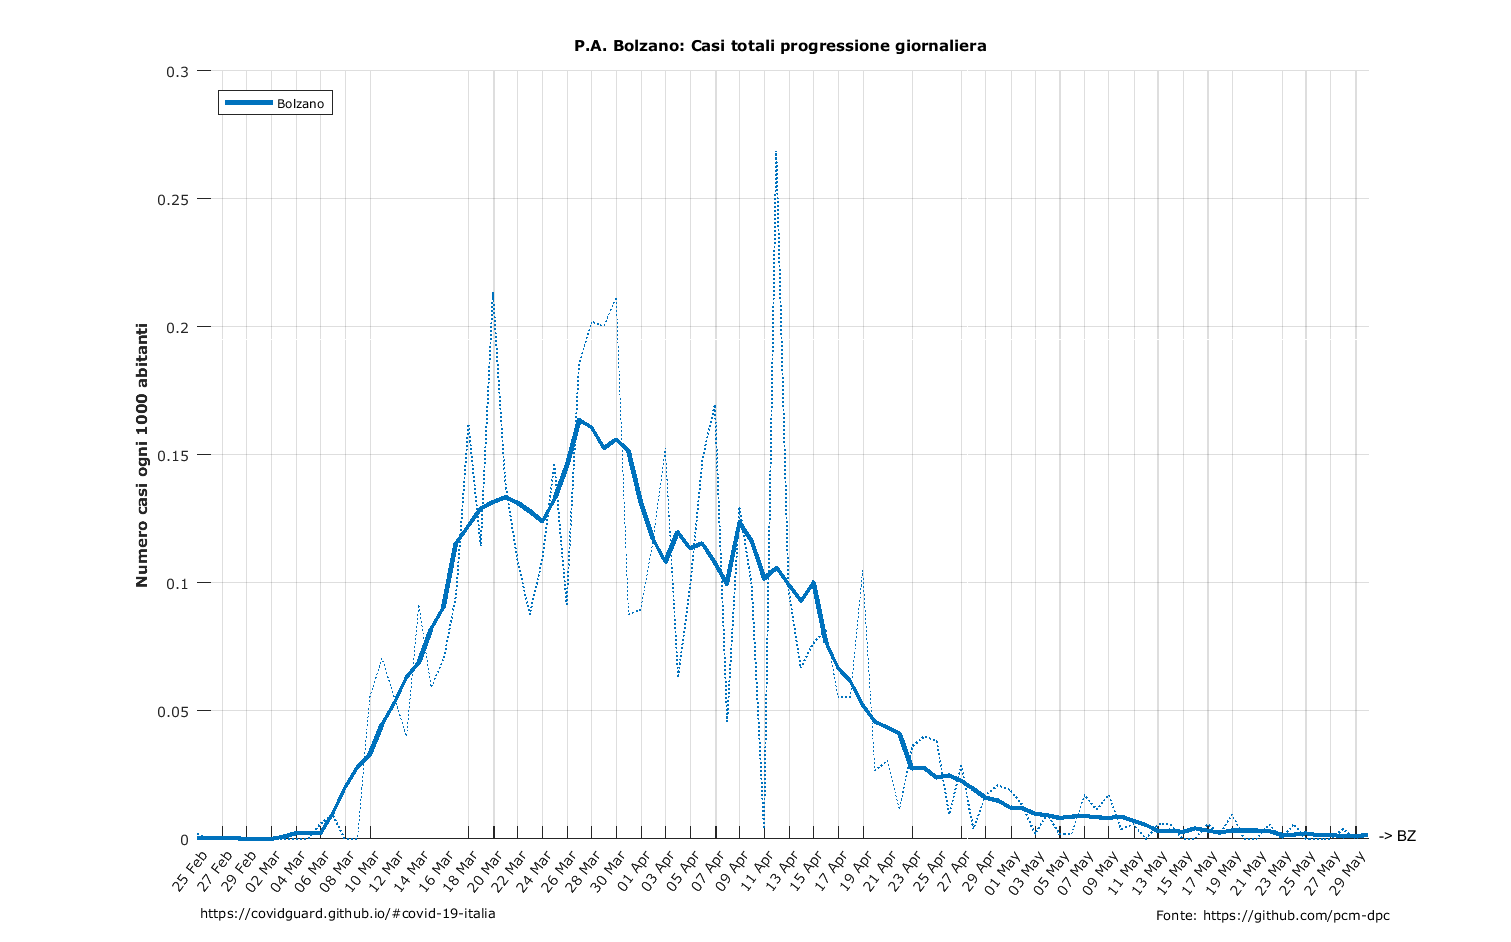 P.A. Bolzano: Casi totali progressione giornaliera
Bolzano
Numero casi ogni 1000 abitanti
0.3
0.25
0.2
0.15
0.1
0.05
0
-> BZ
25 Feb
27 Feb
29 Feb
02 Mar
04 Mar
06 Mar
08 Mar
10 Mar
12 Mar
14 Mar
16 Mar
18 Mar
20 Mar
22 Mar
24 Mar
26 Mar
28 Mar
30 Mar
01 Apr
03 Apr
05 Apr
07 Apr
09 Apr
11 Apr
13 Apr
15 Apr
17 Apr
19 Apr
21 Apr
23 Apr
25 Apr
27 Apr
29 Apr
01 May
03 May
05 May
07 May
09 May
11 May
13 May
15 May
17 May
19 May
21 May
23 May
25 May
27 May
29 May
https://covidguard.github.io/#covid-19-italia
Fonte: https://github.com/pcm-dpc